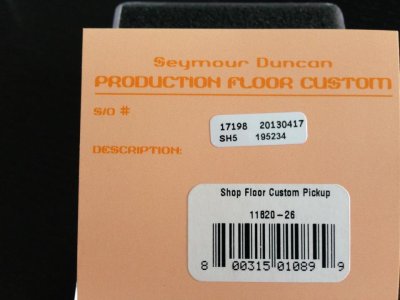 Seymour Duncan
PRODUCTION FLOOR CUSTOM
S/O #
17198 20130417
SH5 195234
DESCRIPTION:
Shop Floor Custom Pickup
11820-26
8 00315 01089 9